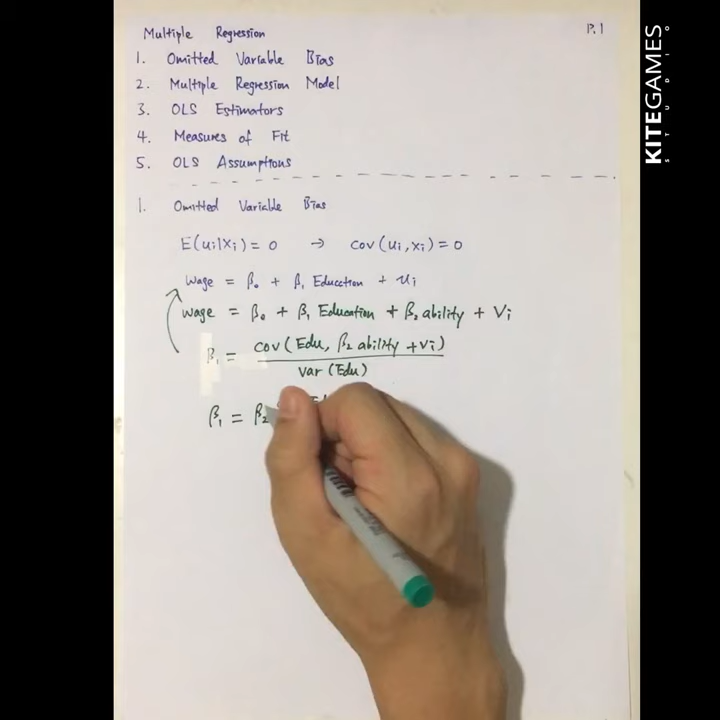 Multiple Regression P.1
1. Omitted Variable Bias
2. Multiple Regression Model
3. OLS Estimators
4. Measures of Fit
5. OLS Assumptions
1. Omitted Variable Bias
E(ui|xi) = 0 → cov(ui, xi) = 0
Wage = β₀ + β₁ Educction + ui
Wage = β₀ + β₁ Education + β₂ ability + Vi
β₁ = cov(Edu, β₂ ability + Vi)
var(Edu)
β₁ = β₂
KITEGAMES
STUDIO